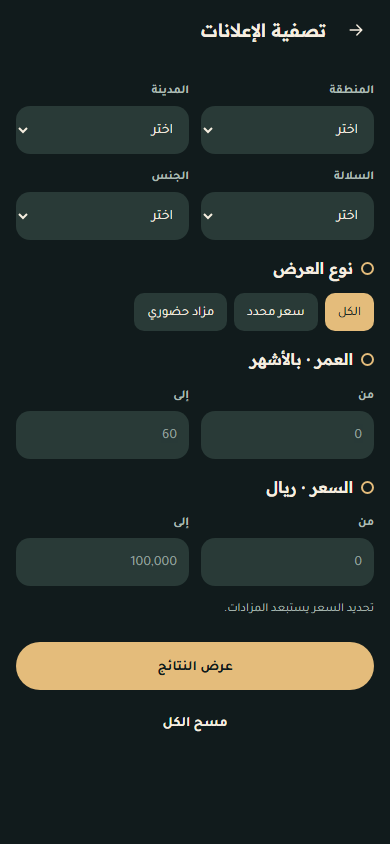 تصفية الإعلانات
المنطقة
المدينة
اختر
اختر
السلالة
الجنس
اختر
اختر
نوع العرض
الكل
سعر محدد
مزاد حضوري
العمر · بالأشهر
من
إلى
0
60
السعر · ريال
من
إلى
0
100,000
تحديد السعر يستبعد المزادات.
عرض النتائج
مسح الكل